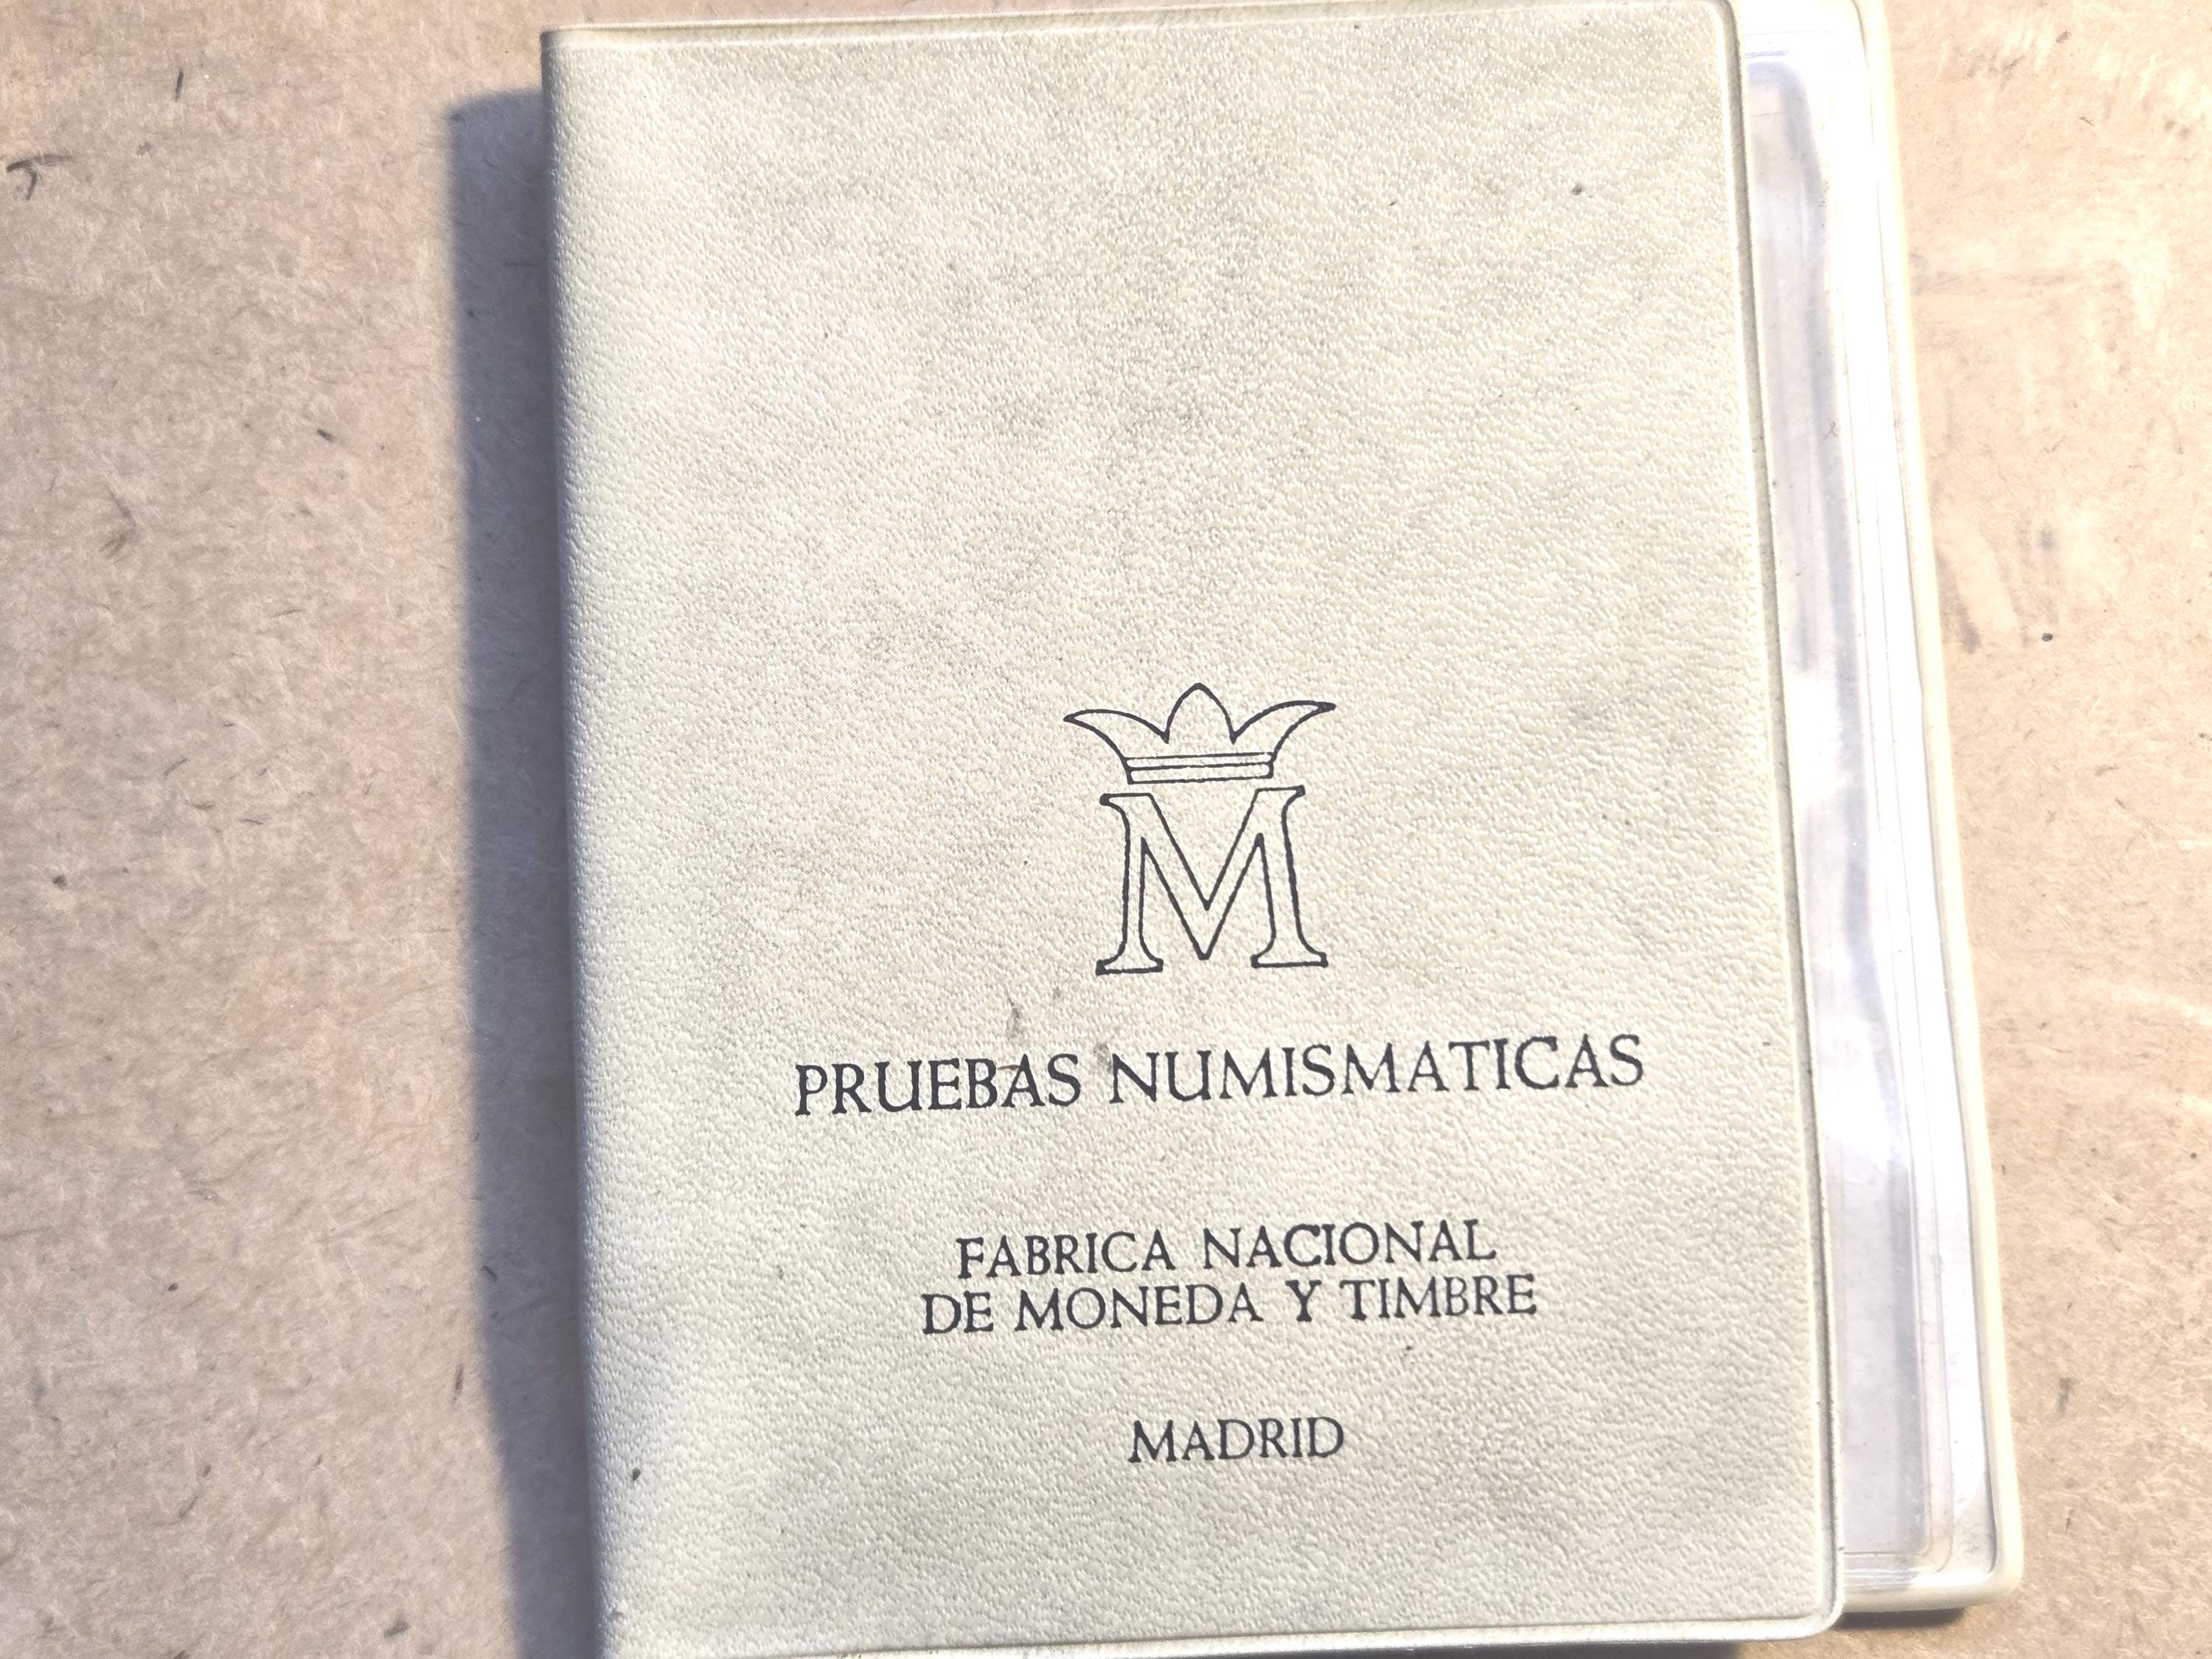 M
PRUEBAS NUMISMATICAS
FABRICA NACIONAL
DE MONEDA Y TIMBRE
MADRID